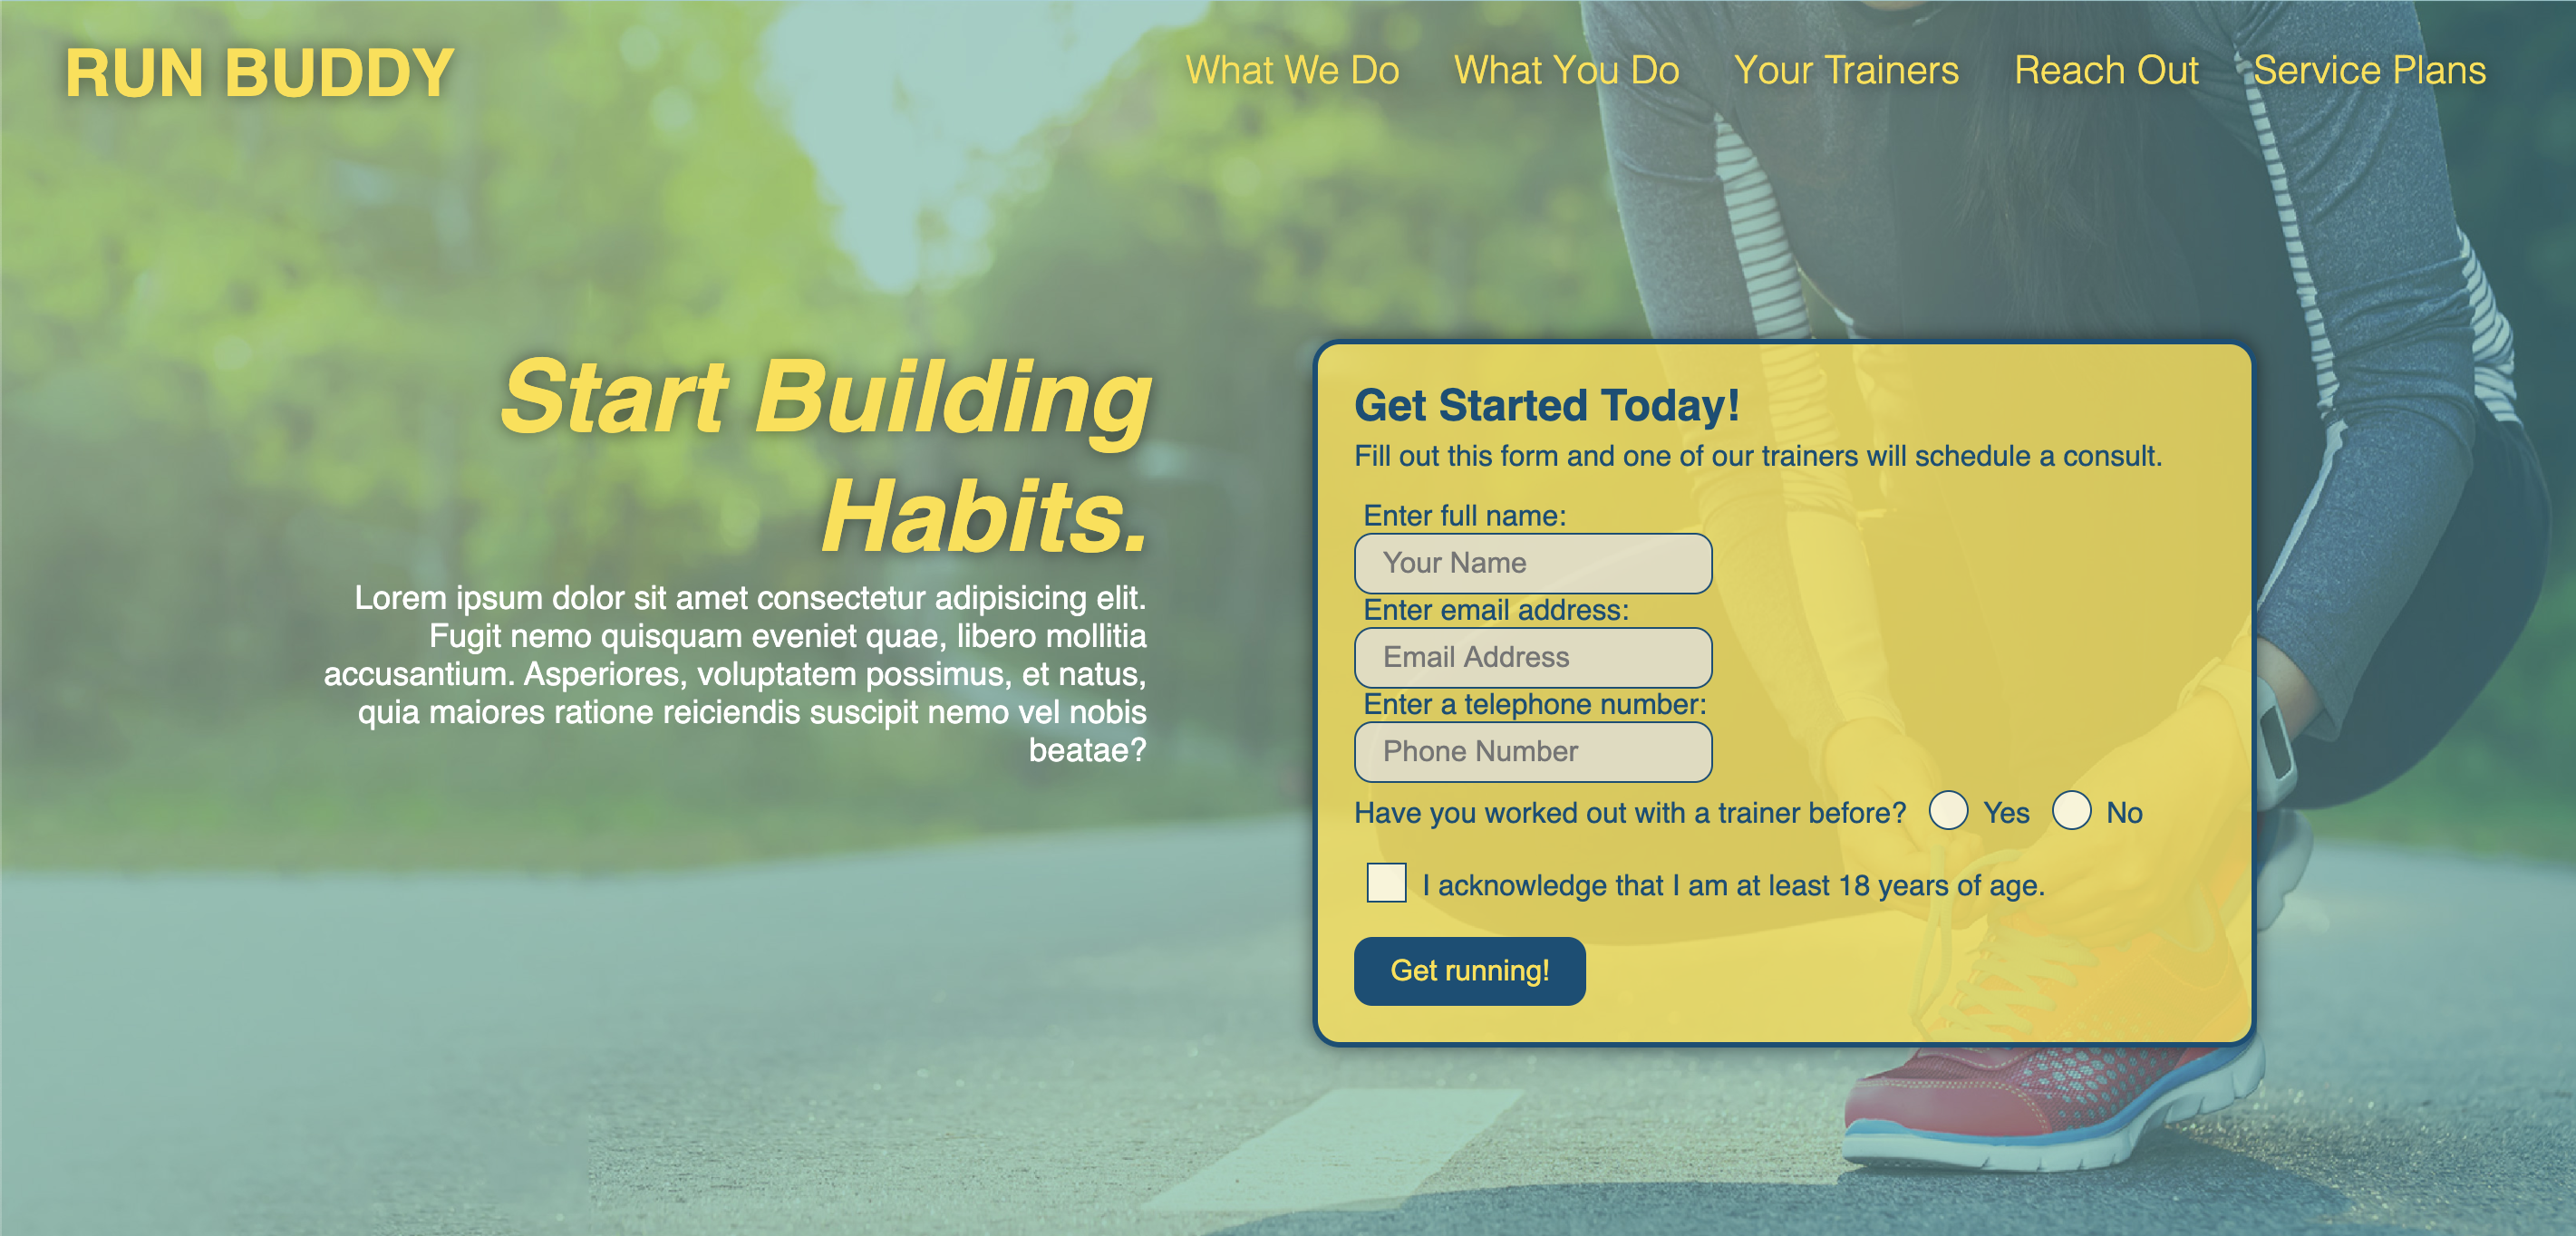 RUN BUDDY
What We Do
What You Do
Your Trainers
Reach Out
Service Plans
Start Building
Habits.
Lorem ipsum dolor sit amet consectetur adipisicing elit.
Fugit nemo quisquam eveniet quae, libero mollitia
accusantium. Asperiores, voluptatem possimus, et natus,
quia maiores ratione reiciendis suscipit nemo vel nobis
beatae?
Get Started Today!
Fill out this form and one of our trainers will schedule a consult.
Enter full name:
Your Name
Enter email address:
Email Address
Enter a telephone number:
Phone Number
Have you worked out with a trainer before? Yes No
I acknowledge that I am at least 18 years of age.
Get running!